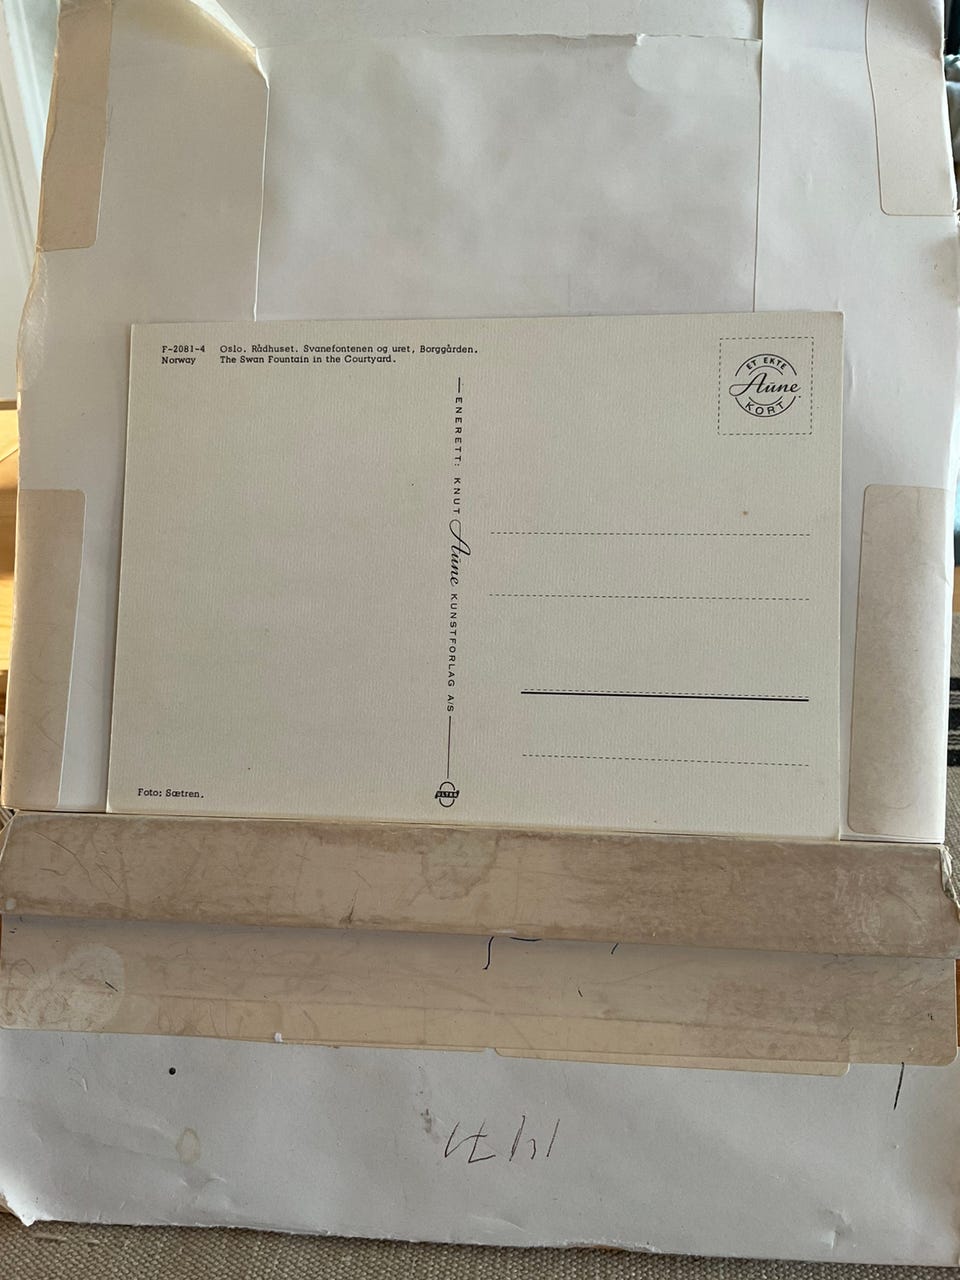 F-2081-4 Oslo. Rådhuset. Svanefontenen og uret, Borggården.
Norway The Swan Fountain in the Courtyard.
ET EKTE
Aune
KORT
ENERETT: KNUT Aune KUNSTFORLAG A/S
Foto: Sætren.
ULTRA